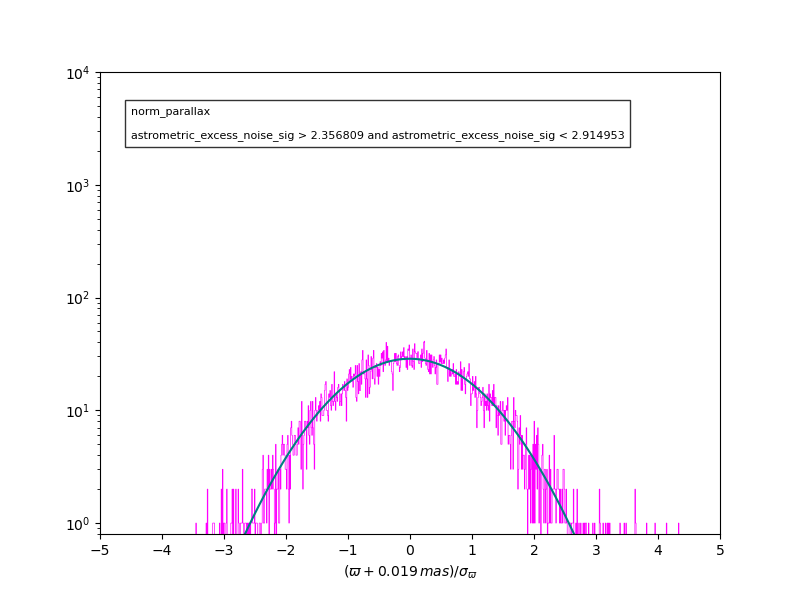 10⁴
10³
10²
10¹
10⁰
norm_parallax
astrometric_excess_noise_sig > 2.356809 and astrometric_excess_noise_sig < 2.914953
−5 −4 −3 −2 −1 0 1 2 3 4 5
(ϖ + 0.019 mas)/σ_ϖ